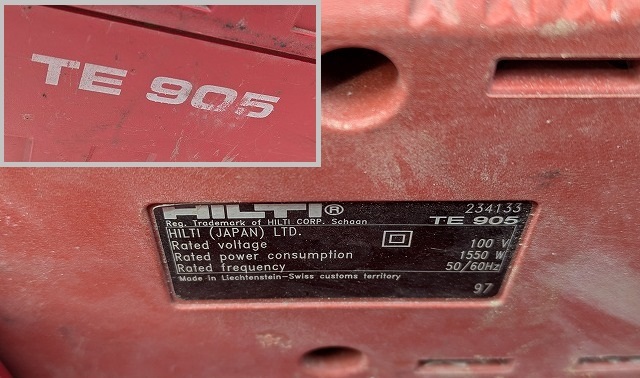 TE 905
HILTI® 234133
Reg. Trademark of HILTI CORP. Schaan TE 905
HILTI (JAPAN) LTD.
Rated voltage 100 V
Rated power consumption 1550 W
Rated frequency 50/60Hz
Made in Liechtenstein-Swiss customs territory
97